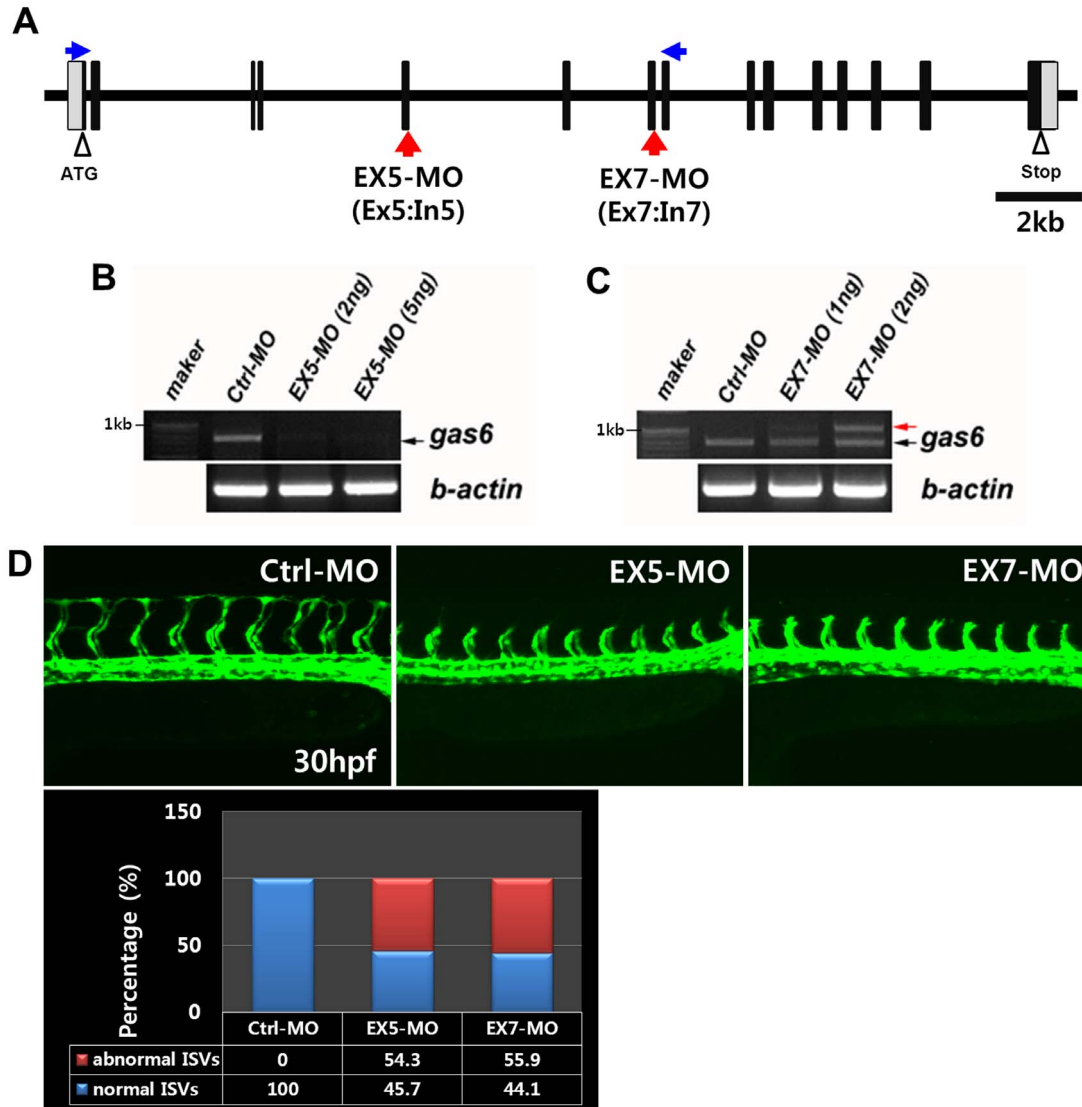 A
ATG
EX5-MO
(Ex5:In5)
EX7-MO
(Ex7:In7)
Stop
2kb
B
maker
Ctrl-MO
EX5-MO (2ng)
EX5-MO (5ng)
1kb
gas6
b-actin
C
maker
Ctrl-MO
EX7-MO (1ng)
EX7-MO (2ng)
1kb
gas6
b-actin
D
Ctrl-MO
30hpf
EX5-MO
EX7-MO
Percentage (%)
150
100
50
0
Ctrl-MO EX5-MO EX7-MO
abnormal ISVs 0 54.3 55.9
normal ISVs 100 45.7 44.1